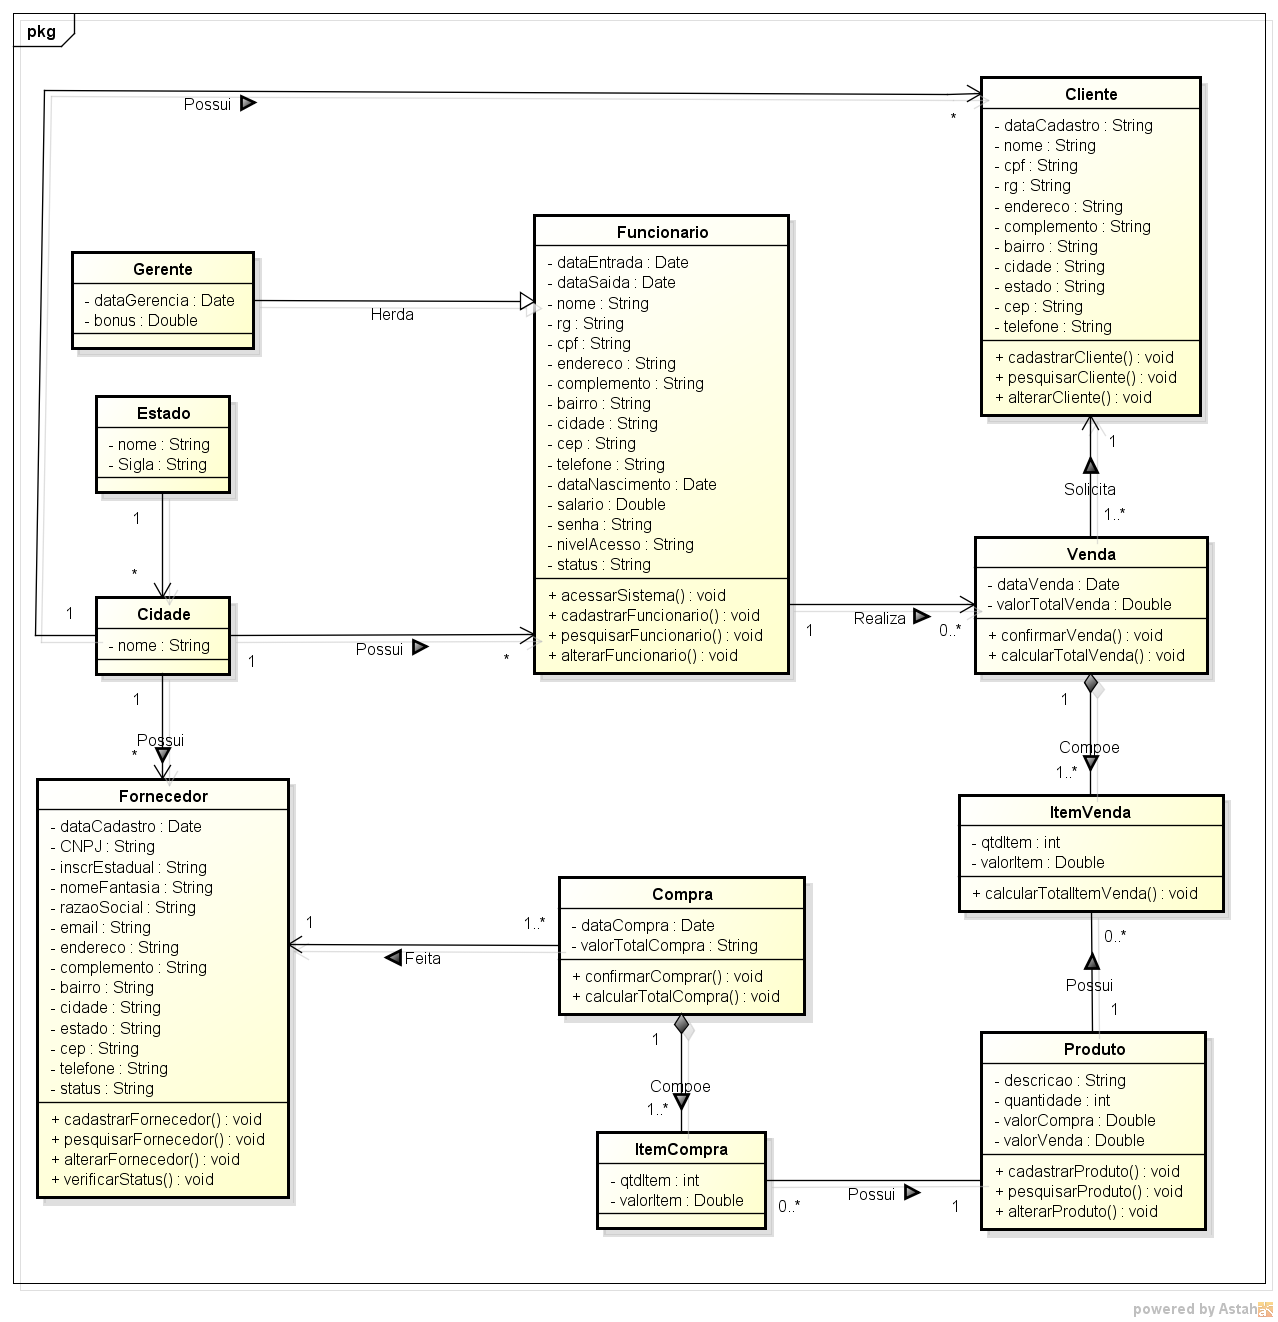 pkg
Possui
*
Cliente
- dataCadastro : String
- nome : String
- cpf : String
- rg : String
- endereco : String
- complemento : String
- bairro : String
- cidade : String
- estado : String
- cep : String
- telefone : String
+ cadastrarCliente() : void
+ pesquisarCliente() : void
+ alterarCliente() : void
Gerente
- dataGerencia : Date
- bonus : Double
Herda
Funcionario
- dataEntrada : Date
- dataSaida : Date
- nome : String
- rg : String
- cpf : String
- endereco : String
- complemento : String
- bairro : String
- cidade : String
- cep : String
- telefone : String
- dataNascimento : Date
- salario : Double
- senha : String
- nivelAcesso : String
- status : String
+ acessarSistema() : void
+ cadastrarFuncionario() : void
+ pesquisarFuncionario() : void
+ alterarFuncionario() : void
Estado
- nome : String
- Sigla : String
1
*
1
Cidade
- nome : String
1
Possui
*
1
Solicita
1..*
1
Realiza
0..*
Venda
- dataVenda : Date
- valorTotalVenda : Double
+ confirmarVenda() : void
+ calcularTotalVenda() : void
1
Possui
*
1
Compoe
1..*
Fornecedor
- dataCadastro : Date
- CNPJ : String
- inscrEstadual : String
- nomeFantasia : String
- razaoSocial : String
- email : String
- endereco : String
- complemento : String
- bairro : String
- cidade : String
- estado : String
- cep : String
- telefone : String
- status : String
+ cadastrarFornecedor() : void
+ pesquisarFornecedor() : void
+ alterarFornecedor() : void
+ verificarStatus() : void
1
Feita
1..*
Compra
- dataCompra : Date
- valorTotalCompra : String
+ confirmarComprar() : void
+ calcularTotalCompra() : void
1
Compoe
1..*
ItemVenda
- qtdItem : int
- valorItem : Double
+ calcularTotalItemVenda() : void
0..*
Possui
1
ItemCompra
- qtdItem : int
- valorItem : Double
0..*
Possui
1
Produto
- descricao : String
- quantidade : int
- valorCompra : Double
- valorVenda : Double
+ cadastrarProduto() : void
+ pesquisarProduto() : void
+ alterarProduto() : void
powered by Astah